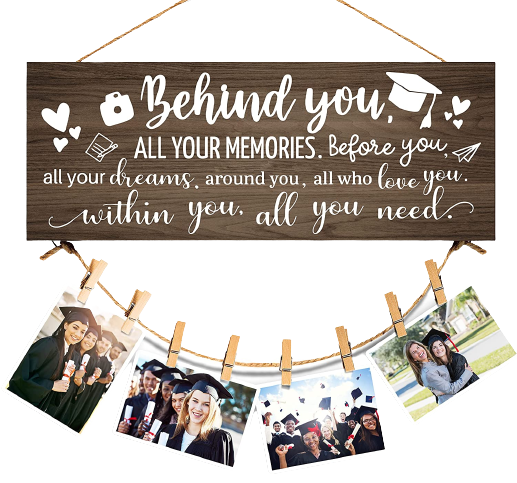 Behind you,
ALL YOUR MEMORIES. Before you,
all your dreams. around you, all who love you.
within you, all you need.